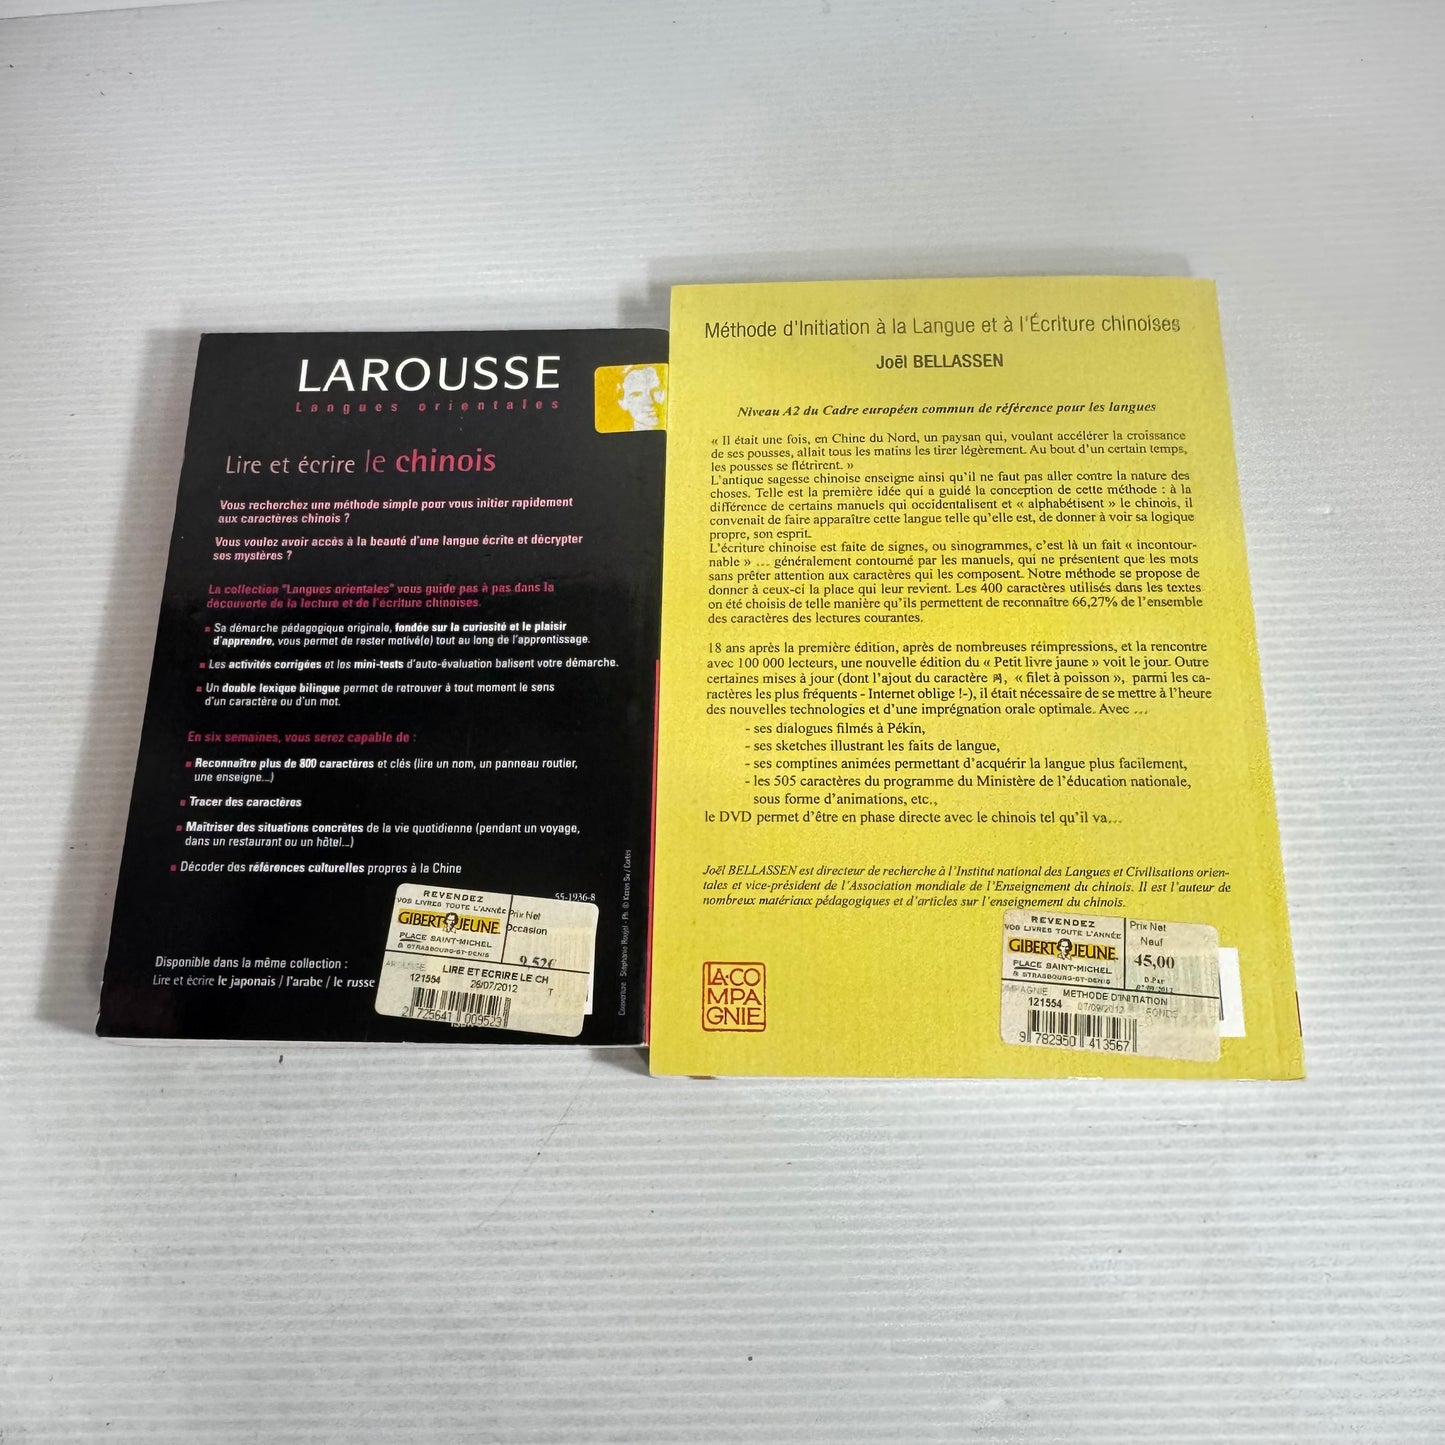 LAROUSSE
Langues orientales
Lire et écrire le chinois
Vous recherchez une méthode simple pour vous initier rapidement
aux caractères chinois ?
Vous voulez avoir accès à la beauté d'une langue écrite et décrypter
ses mystères ?
La collection "Langues orientales" vous guide pas à pas dans la
découverte de la lecture et de l'écriture chinoises.
Sa démarche pédagogique originale, fondée sur la curiosité et le plaisir
d'apprendre, vous permet de rester motivé(e) tout au long de l'apprentissage.
Les activités corrigées et les mini-tests d'auto-évaluation balisent votre démarche.
Un double lexique bilingue permet de retrouver à tout moment le sens
d'un caractère ou d'un mot.
En six semaines, vous serez capable de :
Reconnaître plus de 800 caractères et clés (lire un nom, un panneau routier,
une enseigne...)
Tracer des caractères
Maîtriser des situations concrètes de la vie quotidienne (pendant un voyage,
dans un restaurant ou un hôtel...)
Décoder des références culturelles propres à la Chine
55-1936-8
Disponible dans la même collection :
Lire et écrire le japonais / l'arabe / le russe
REVENDEZ
VOS LIVRES TOUTE L'ANNÉE
GIBERT JEUNE
PLACE SAINT-MICHEL
& STRASBOURG-ST-DENIS
Prix Net
Occasion
9,52€
LIRE ET ECRIRE LE CH
121554 26/07/2012 T
2 725641 009523
Méthode d'Initiation à la Langue et à l'Écriture chinoises
Joël BELLASSEN
Niveau A2 du Cadre européen commun de référence pour les langues
« Il était une fois, en Chine du Nord, un paysan qui, voulant accélérer la croissance
de ses pousses, allait tous les matins les tirer légèrement. Au bout d'un certain temps,
les pousses se flétrirent. »
L'antique sagesse chinoise enseigne ainsi qu'il ne faut pas aller contre la nature des
choses. Telle est la première idée qui a guidé la conception de cette méthode : à la
différence de certains manuels qui occidentalisent et « alphabétisent » le chinois, il
convenait de faire apparaître cette langue telle qu'elle est, de donner à voir sa logique
propre, son esprit.
L'écriture chinoise est faite de signes, ou sinogrammes, c'est là un fait « incontour-
nable » ... généralement contourné par les manuels, qui ne présentent que les mots
sans prêter attention aux caractères qui les composent. Notre méthode se propose de
donner à ceux-ci la place qui leur revient. Les 400 caractères utilisés dans les textes
on été choisis de telle manière qu'ils permettent de reconnaître 66,27% de l'ensemble
des caractères des lectures courantes.
18 ans après la première édition, après de nombreuses réimpressions, et la rencontre
avec 100 000 lecteurs, une nouvelle édition du « Petit livre jaune » voit le jour. Outre
certaines mises à jour (dont l'ajout du caractère 网, « filet à poisson », parmi les ca-
ractères les plus fréquents - Internet oblige !-), il était nécessaire de se mettre à l'heure
des nouvelles technologies et d'une imprégnation orale optimale. Avec ...
- ses dialogues filmés à Pékin,
- ses sketches illustrant les faits de langue,
- ses comptines animées permettant d'acquérir la langue plus facilement,
- les 505 caractères du programme du Ministère de l'éducation nationale,
sous forme d'animations, etc.,
le DVD permet d'être en phase directe avec le chinois tel qu'il va...
Joël BELLASSEN est directeur de recherche à l'Institut national des Langues et Civilisations orien-
tales et vice-président de l'Association mondiale de l'Enseignement du chinois. Il est l'auteur de
nombreux matériaux pédagogiques et d'articles sur l'enseignement du chinois.
LA·CO
MPA
GNIE
REVENDEZ
VOS LIVRES TOUTE L'ANNÉE
GIBERT JEUNE
PLACE SAINT-MICHEL
& STRASBOURG-ST-DENIS
Prix Net
Neuf
45,00
METHODE D'INITIATION
121554 07/09/2012 FONDS
9 782950 413567